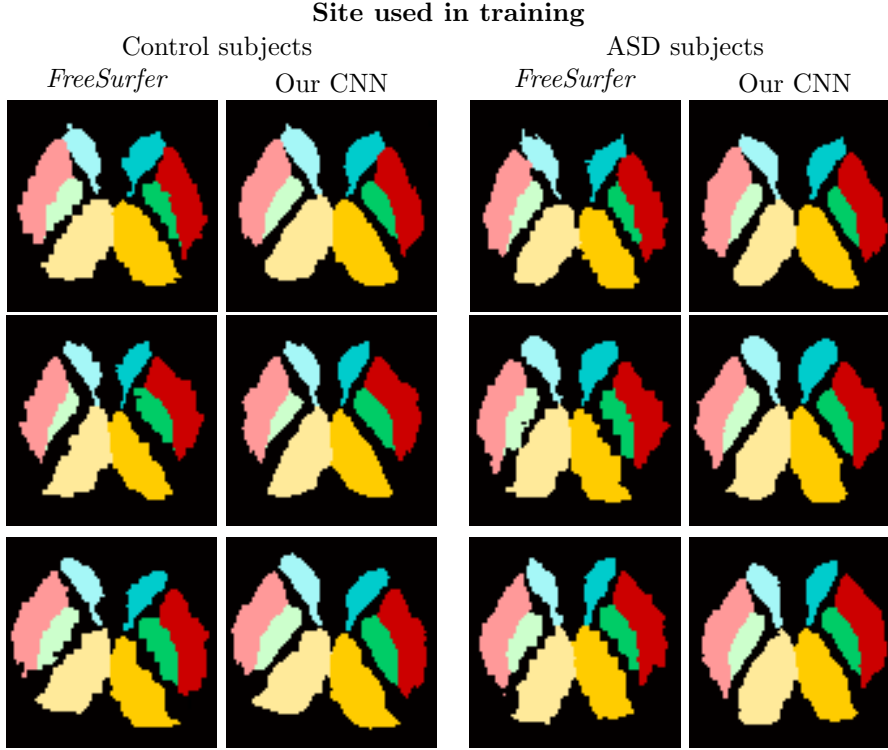 Site used in training
Control subjects ASD subjects
FreeSurfer Our CNN FreeSurfer Our CNN